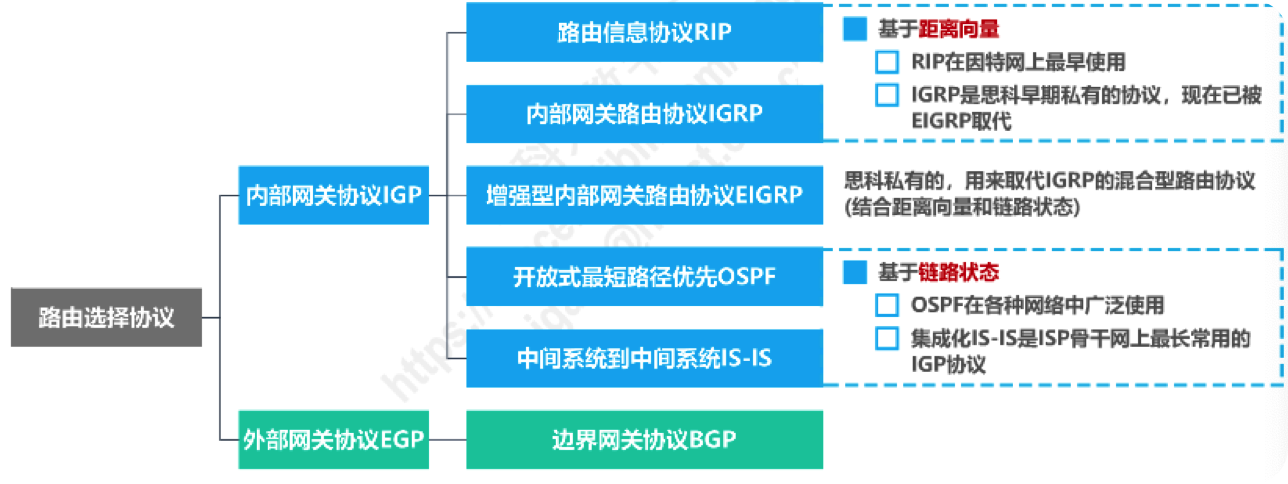 路由选择协议
内部网关协议IGP
外部网关协议EGP
路由信息协议RIP
内部网关路由协议IGRP
增强型内部网关路由协议EIGRP
开放式最短路径优先OSPF
中间系统到中间系统IS-IS
边界网关协议BGP
基于距离向量
RIP在因特网上最早使用
IGRP是思科早期私有的协议，现在已被
EIGRP取代
思科私有的，用来取代IGRP的混合型路由协议
(结合距离向量和链路状态)
基于链路状态
OSPF在各种网络中广泛使用
集成化IS-IS是ISP骨干网上最长常用的
IGP协议